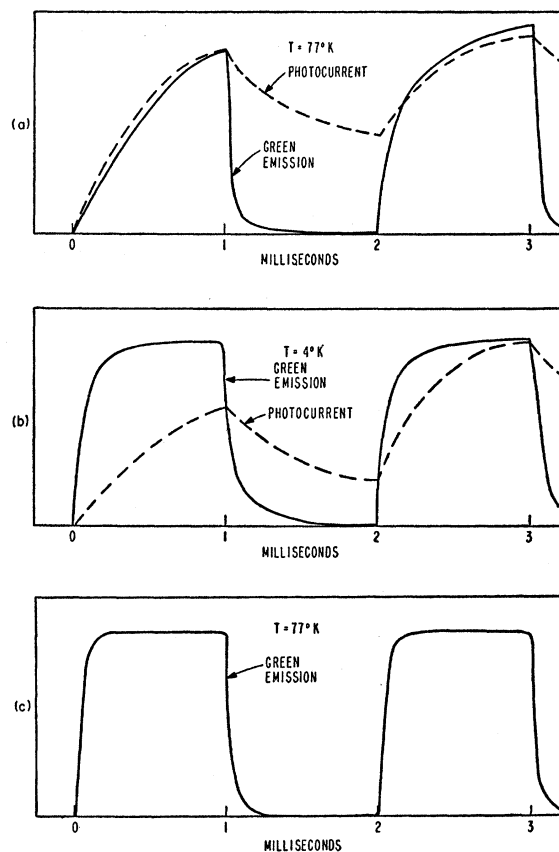 T = 77°K
PHOTOCURRENT
(a)
GREEN
EMISSION
0 1 2 3
MILLISECONDS
T = 4°K
GREEN
EMISSION
PHOTOCURRENT
(b)
0 1 2 3
MILLISECONDS
T = 77°K
GREEN
EMISSION
(c)
0 1 2 3
MILLISECONDS